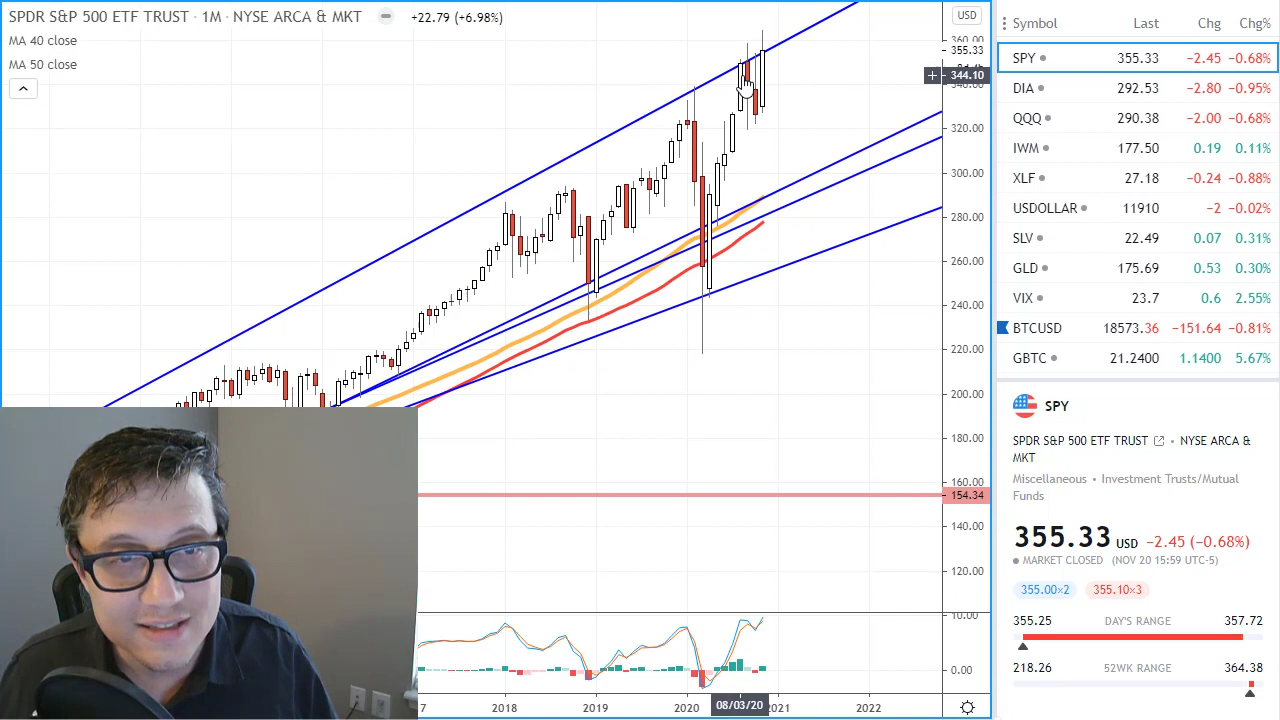 SPDR S&P 500 ETF TRUST · 1M · NYSE ARCA & MKT +22.79 (+6.98%)
MA 40 close
MA 50 close
USD
360.00
355.33
344.10
340.00
320.00
300.00
280.00
260.00
240.00
220.00
200.00
180.00
160.00
154.34
140.00
120.00
10.00
0.00
7 2018 2019 2020 08/03/20 2021 2022
Symbol Last Chg Chg%
SPY 355.33 −2.45 −0.68%
DIA 292.53 −2.80 −0.95%
QQQ 290.38 −2.00 −0.68%
IWM 177.50 0.19 0.11%
XLF 27.18 −0.24 −0.88%
USDOLLAR 11910 −2 −0.02%
SLV 22.49 0.07 0.31%
GLD 175.69 0.53 0.30%
VIX 23.7 0.6 2.55%
BTCUSD 18573.36 −151.64 −0.81%
GBTC 21.2400 1.1400 5.67%
SPY
SPDR S&P 500 ETF TRUST · NYSE ARCA &
MKT
Miscellaneous · Investment Trusts/Mutual
Funds
355.33 USD −2.45 (−0.68%)
MARKET CLOSED (NOV 20 15:59 UTC-5)
355.00×2 355.10×3
355.25 DAY'S RANGE 357.72
218.26 52WK RANGE 364.38